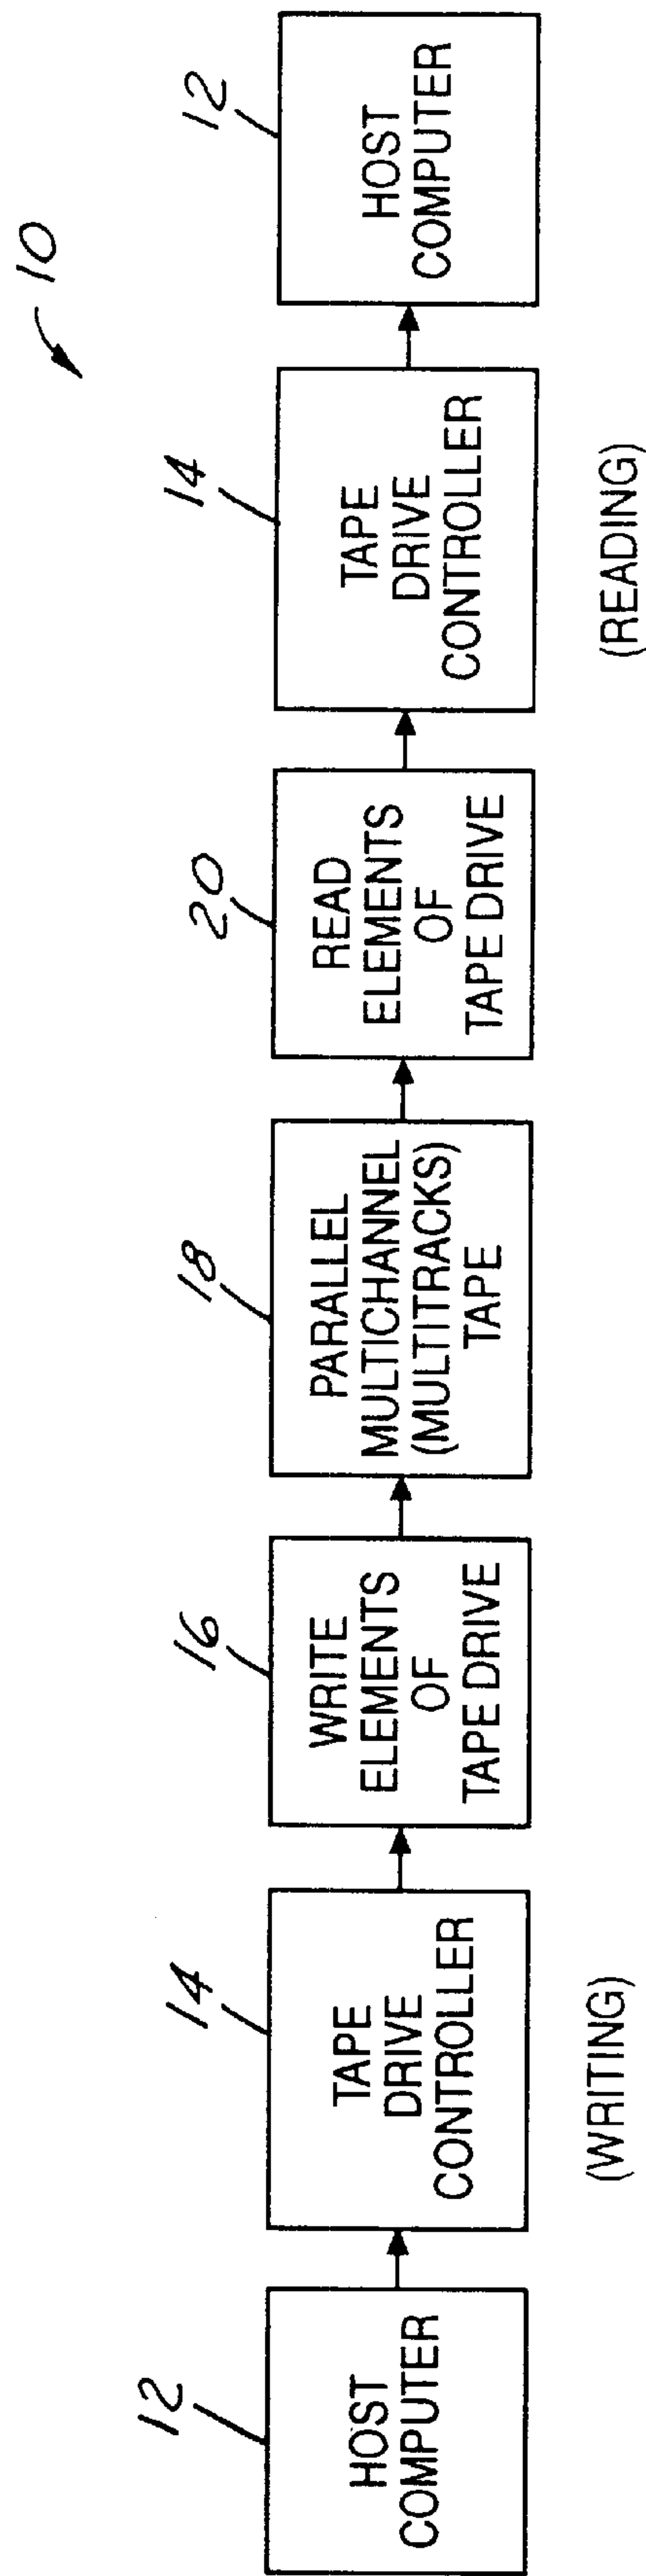 10
12
HOST
COMPUTER
14
TAPE
DRIVE
CONTROLLER
(WRITING)
16
WRITE
ELEMENTS
OF
TAPE DRIVE
18
PARALLEL
MULTICHANNEL
(MULTITRACKS)
TAPE
20
READ
ELEMENTS
OF
TAPE DRIVE
14
TAPE
DRIVE
CONTROLLER
(READING)
12
HOST
COMPUTER